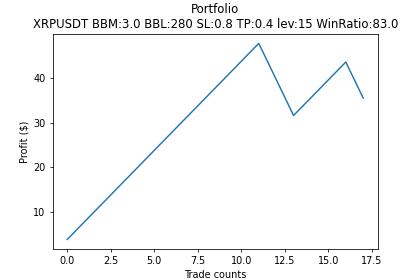 Portfolio
XRPUSDT BBM:3.0 BBL:280 SL:0.8 TP:0.4 lev:15 WinRatio:83.0
Profit ($)
40
30
20
10
0.0 2.5 5.0 7.5 10.0 12.5 15.0 17.5
Trade counts